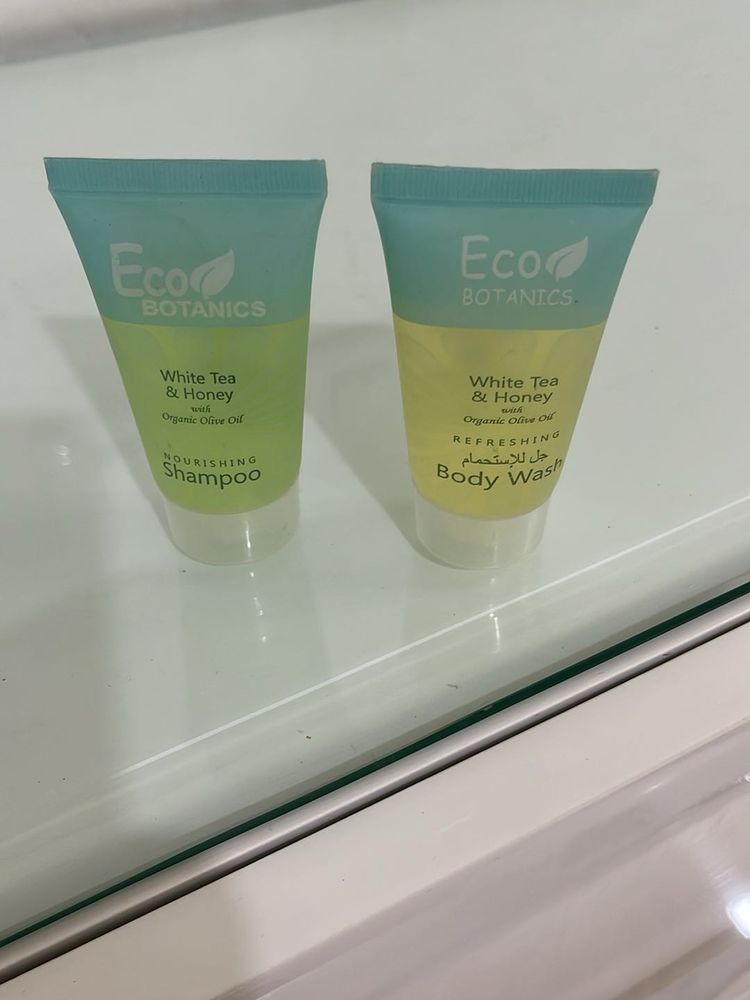 Eco
BOTANICS
White Tea
& Honey
with
Organic Olive Oil
NOURISHING
Shampoo
Eco
BOTANICS
White Tea
& Honey
with
Organic Olive Oil
REFRESHING
جل للإستحمام
Body Wash